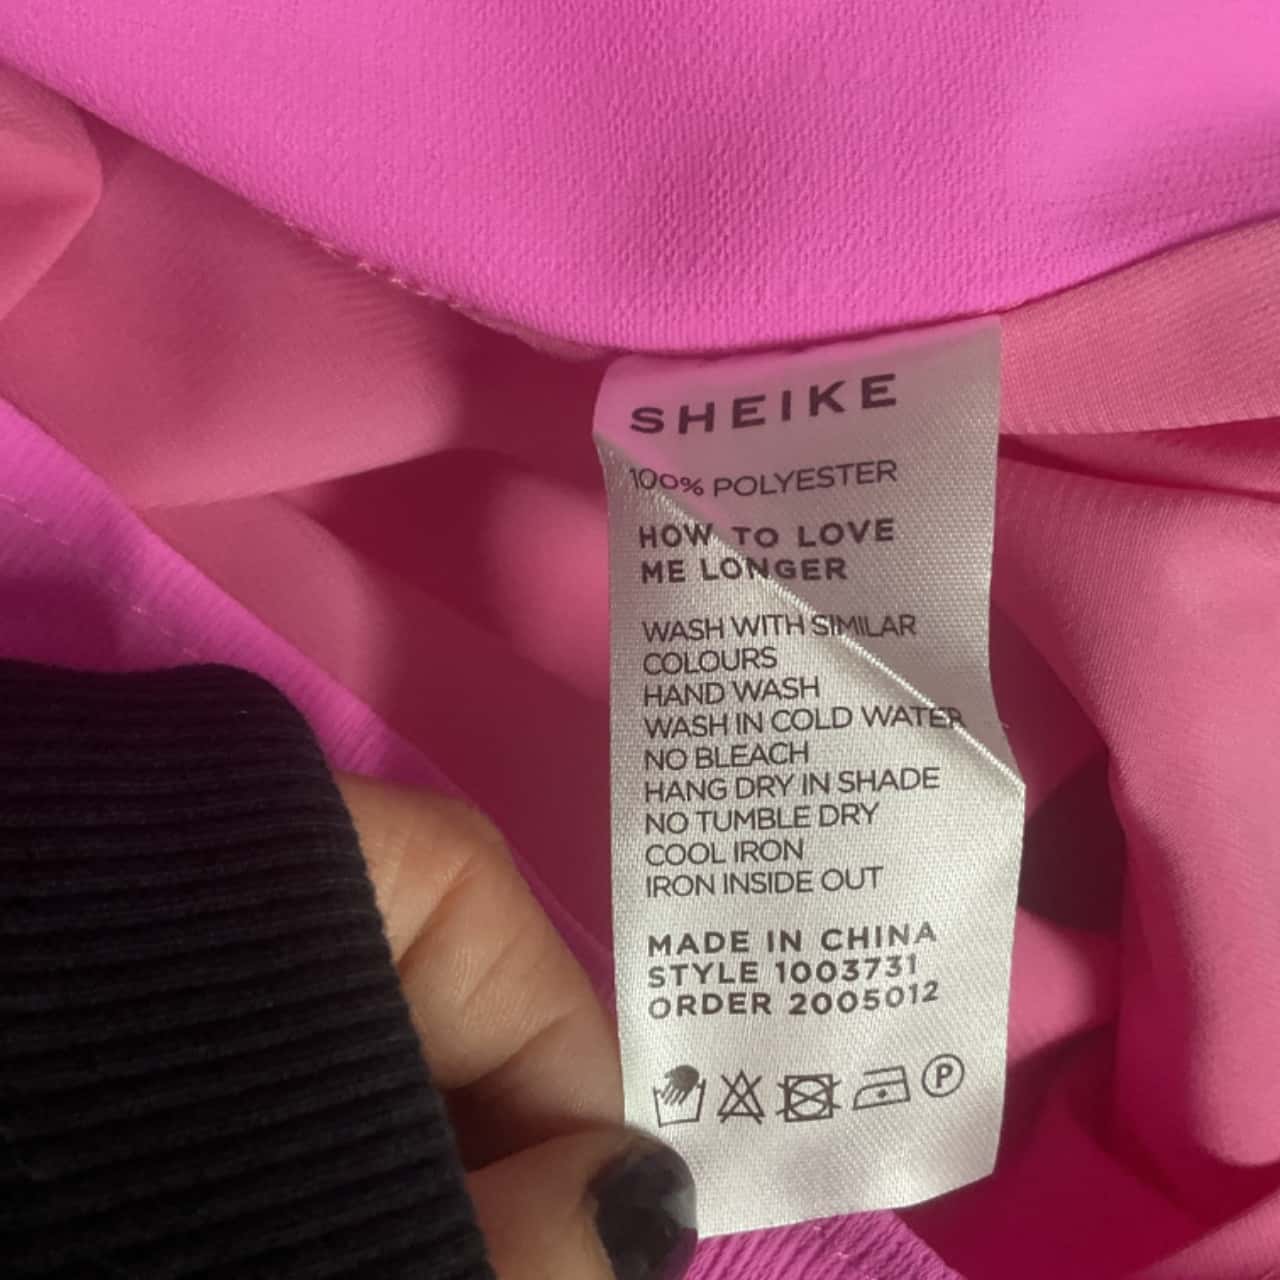 SHEIKE
100% POLYESTER
HOW TO LOVE
ME LONGER
WASH WITH SIMILAR
COLOURS
HAND WASH
WASH IN COLD WATER
NO BLEACH
HANG DRY IN SHADE
NO TUMBLE DRY
COOL IRON
IRON INSIDE OUT
MADE IN CHINA
STYLE 1003731
ORDER 2005012
P